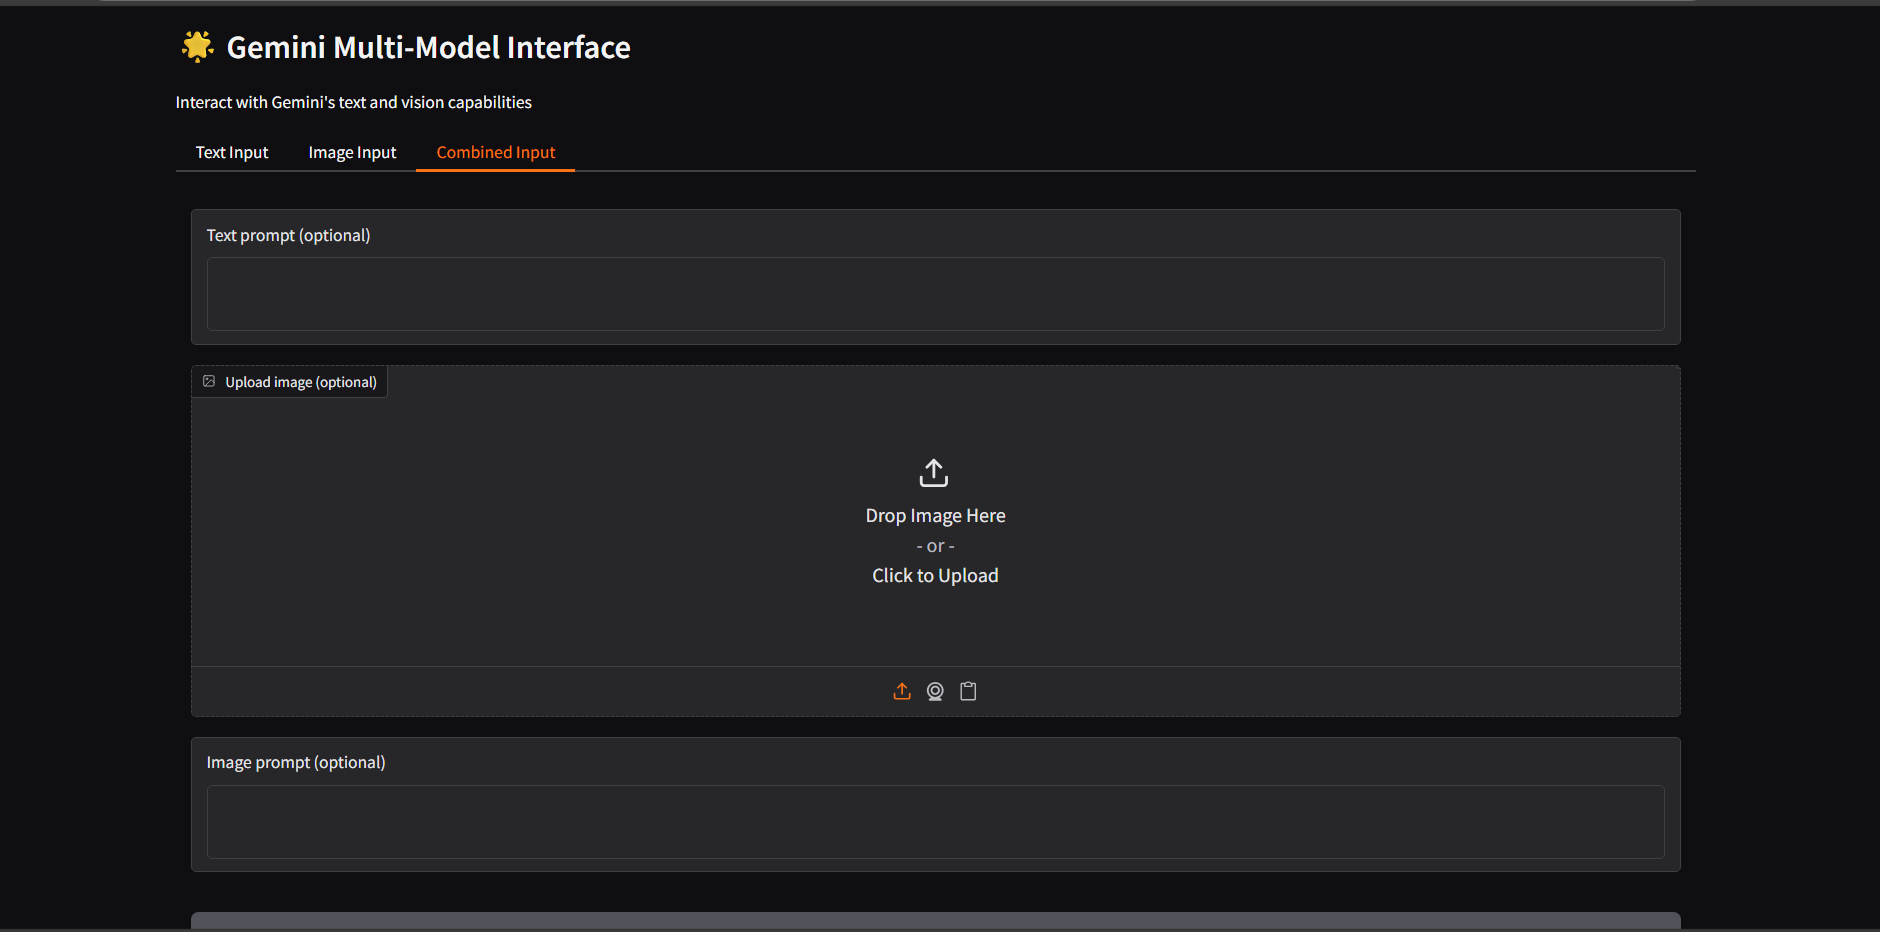 🌟 Gemini Multi-Model Interface
Interact with Gemini's text and vision capabilities
Text Input Image Input Combined Input
Text prompt (optional)
Upload image (optional)
Drop Image Here
- or -
Click to Upload
Image prompt (optional)